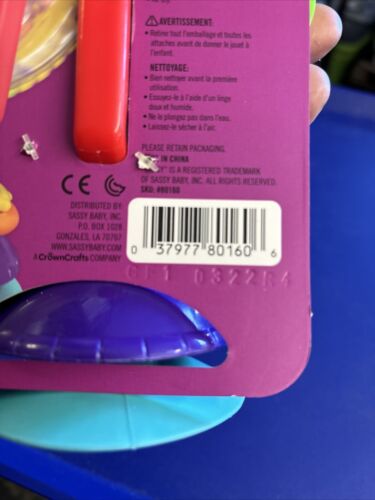 ⚠AVERTISSEMENT:
• Retire tout l'emballage et toutes les
attaches avant de donner le jouet à
l'enfant.
NETTOYAGE:
• Bien nettoyer avant la première
utilisation.
• Essuyez-le à l'aide d'un linge
doux et humide.
• Ne le plongez pas dans l'eau.
• Laissez-le sécher à l'air.
PLEASE RETAIN PACKAGING.
IN CHINA
IS A REGISTERED TRADEMARK
OF SASSY BABY, INC. ALL RIGHTS RESERVED.
SKU: #80160
CE
DISTRIBUTED BY:
SASSY BABY, INC.
P.O. BOX 1028
GONZALES, LA 70707
WWW.SASSYBABY.COM
A CrownCrafts COMPANY
0 37977 80160 6
CF1 0322R4